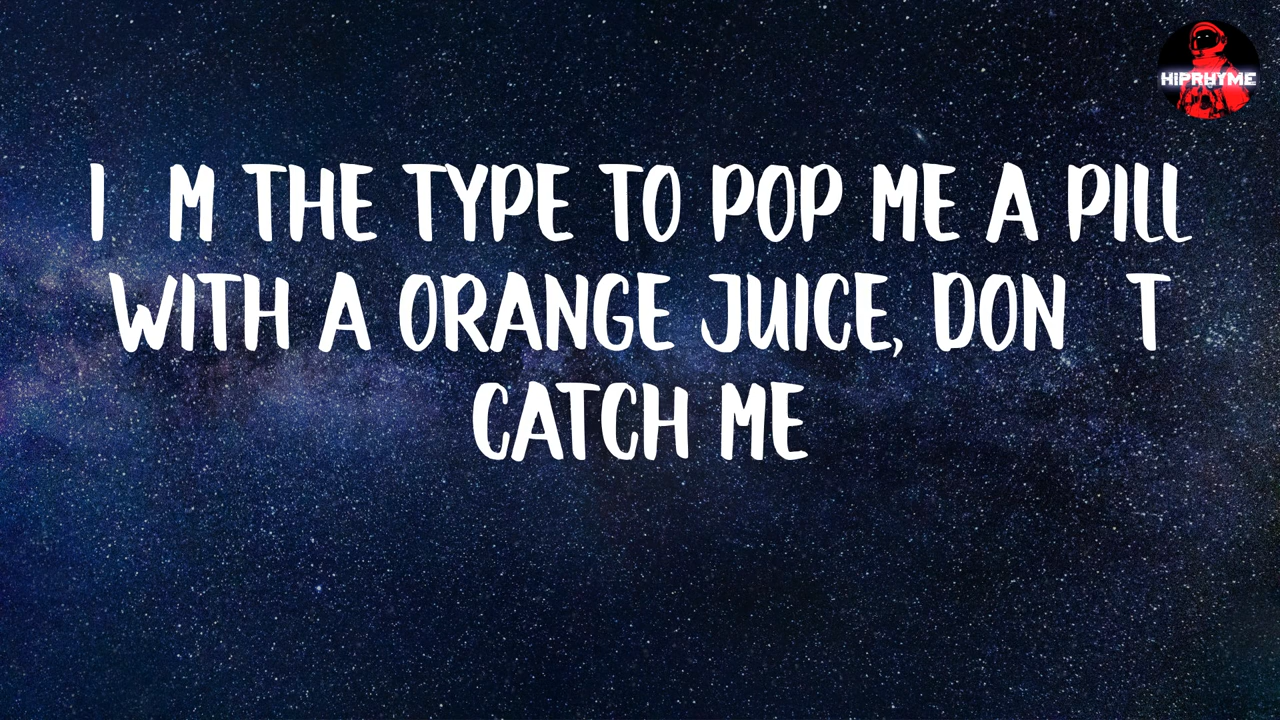 HiPRHYME
I M THE TYPE TO POP ME A PILL
WITH A ORANGE JUICE, DON T
CATCH ME